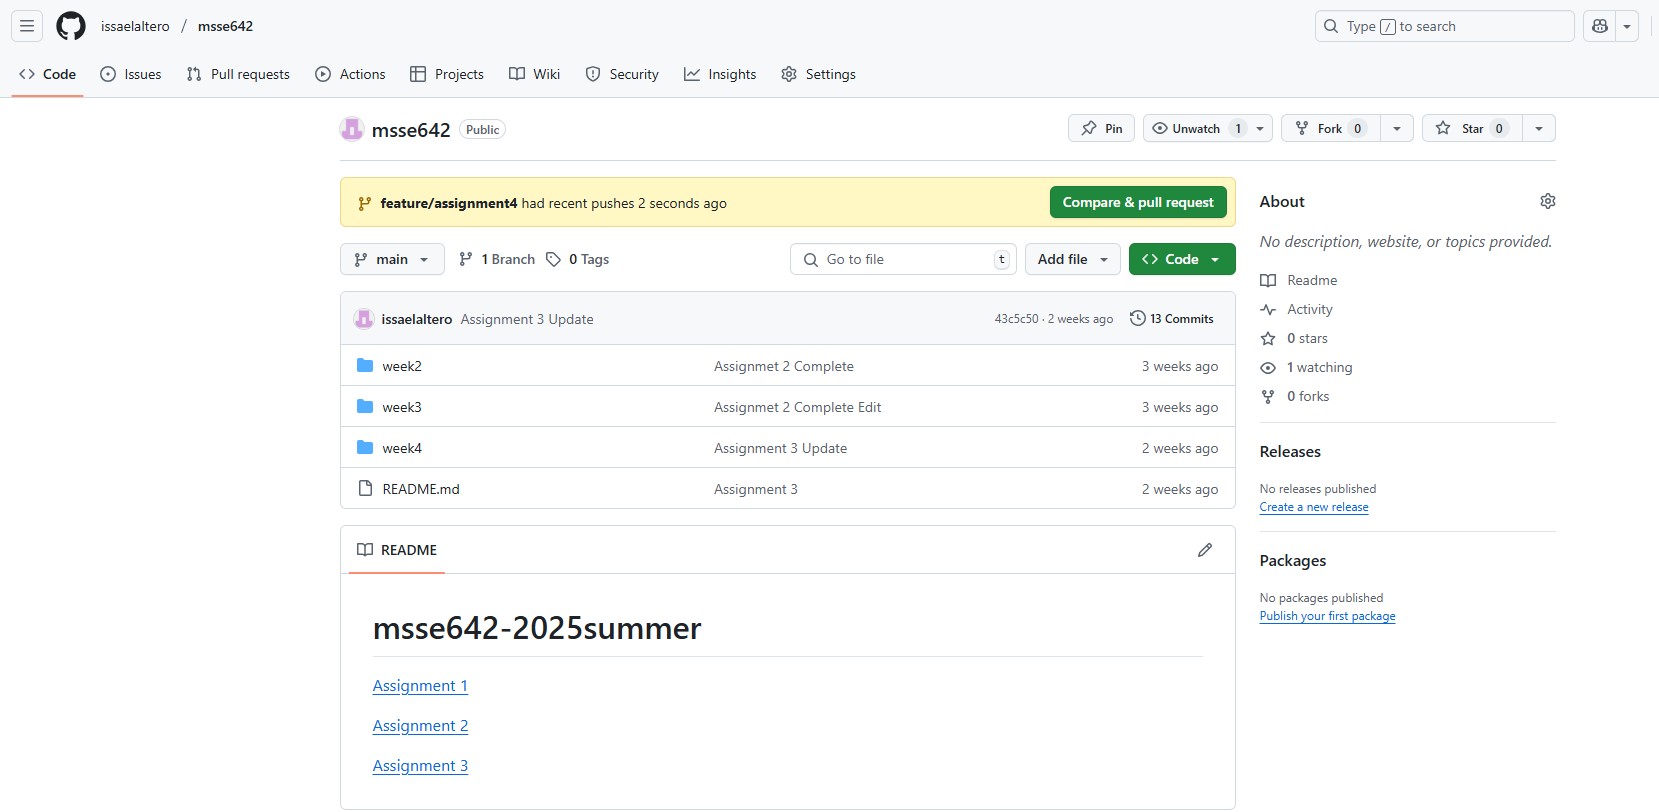 issaelaltero / msse642
Type / to search
Code Issues Pull requests Actions Projects Wiki Security Insights Settings
msse642 Public
Pin Unwatch 1 Fork 0 Star 0
feature/assignment4 had recent pushes 2 seconds ago Compare & pull request
main 1 Branch 0 Tags Go to file t Add file Code
issaelaltero Assignment 3 Update 43c5c50 · 2 weeks ago 13 Commits
week2 Assignmet 2 Complete 3 weeks ago
week3 Assignmet 2 Complete Edit 3 weeks ago
week4 Assignment 3 Update 2 weeks ago
README.md Assignment 3 2 weeks ago
README
msse642-2025summer
Assignment 1
Assignment 2
Assignment 3
About
No description, website, or topics provided.
Readme
Activity
0 stars
1 watching
0 forks
Releases
No releases published
Create a new release
Packages
No packages published
Publish your first package